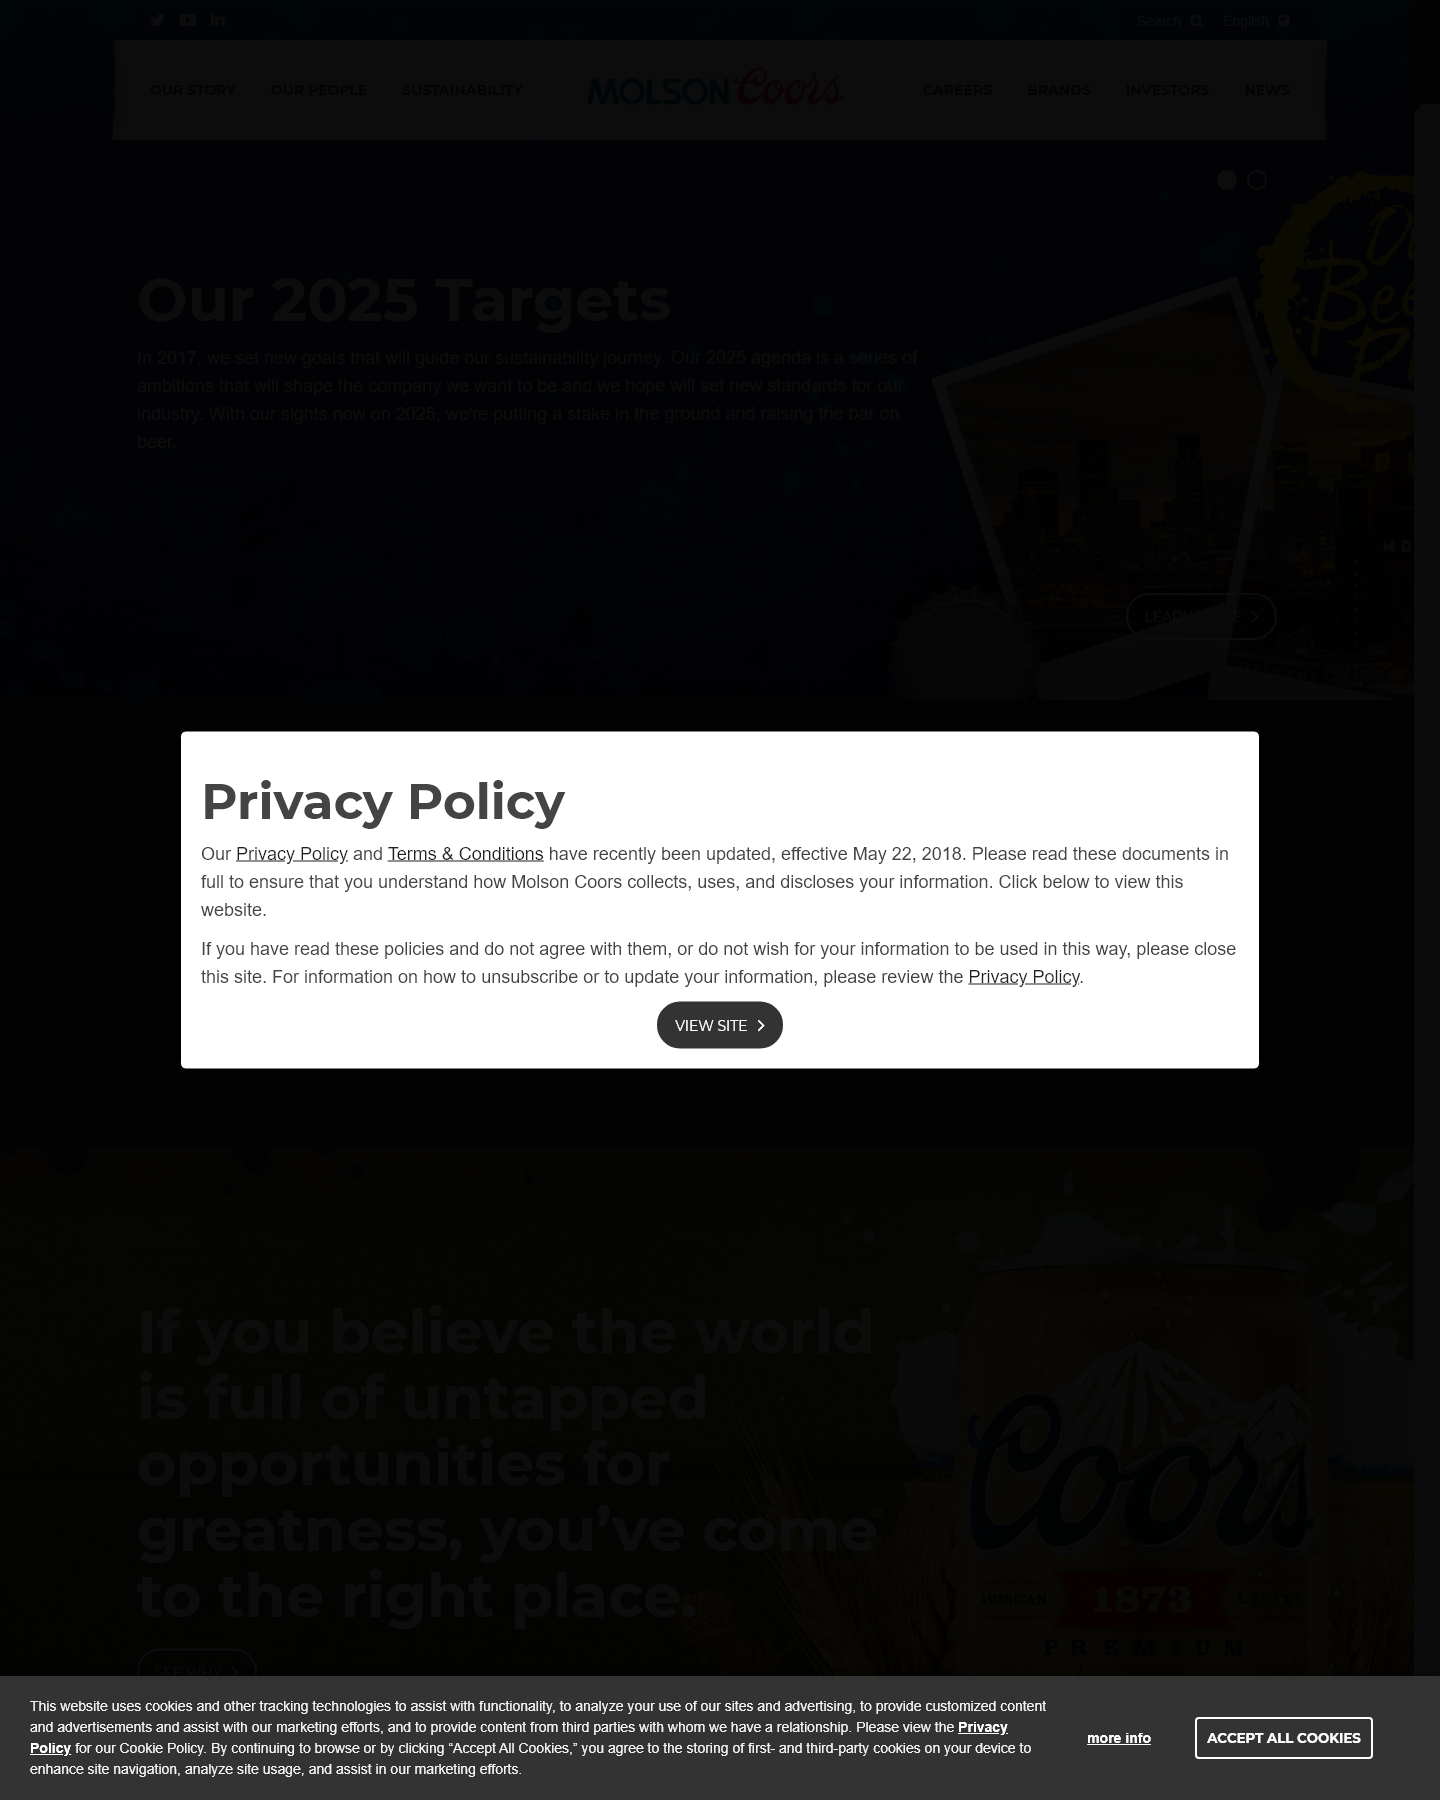 Search English
OUR STORY OUR PEOPLE SUSTAINABILITY MOLSON Coors CAREERS BRANDS INVESTORS NEWS
Our 2025 Targets
In 2017, we set new goals that will guide our sustainability journey. Our 2025 agenda is a series of
ambitions that will shape the company we want to be and we hope will set new standards for our
industry. With our sights now on 2025, we're putting a stake in the ground and raising the bar on
beer.
LEARN MORE
Privacy Policy
Our Privacy Policy and Terms & Conditions have recently been updated, effective May 22, 2018. Please read these documents in
full to ensure that you understand how Molson Coors collects, uses, and discloses your information. Click below to view this
website.
If you have read these policies and do not agree with them, or do not wish for your information to be used in this way, please close
this site. For information on how to unsubscribe or to update your information, please review the Privacy Policy.
VIEW SITE
If you believe the world
is full of untapped
opportunities for
greatness, you’ve come
to the right place.
SEE WHY
Coors
AMERICAN 1873
PREMIUM
This website uses cookies and other tracking technologies to assist with functionality, to analyze your use of our sites and advertising, to provide customized content
and advertisements and assist with our marketing efforts, and to provide content from third parties with whom we have a relationship. Please view the Privacy
Policy for our Cookie Policy. By continuing to browse or by clicking “Accept All Cookies,” you agree to the storing of first- and third-party cookies on your device to
enhance site navigation, analyze site usage, and assist in our marketing efforts.
more info
ACCEPT ALL COOKIES